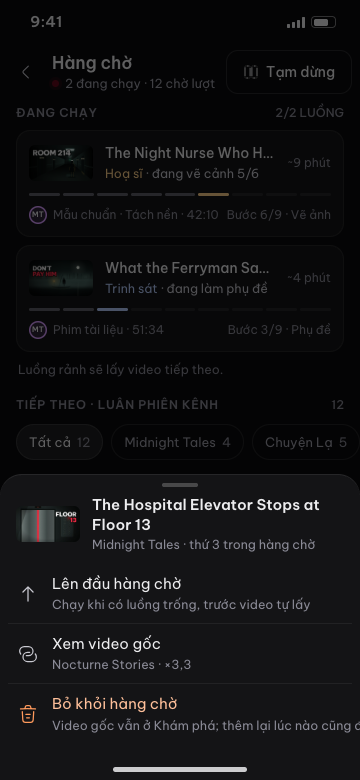 9:41
Hàng chờ
2 đang chạy · 12 chờ lượt
Tạm dừng
ĐANG CHẠY
2/2 LUỒNG
ROOM 214
The Night Nurse Who H...
~9 phút
Hoạ sĩ · đang vẽ cảnh 5/6
MT
Mẫu chuẩn · Tách nền · 42:10
Bước 6/9 · Vẽ ảnh
DON'T
PAY HIM
What the Ferryman Sa...
~4 phút
Trinh sát · đang làm phụ đề
MT
Phim tài liệu · 51:34
Bước 3/9 · Phụ đề
Luồng rảnh sẽ lấy video tiếp theo.
TIẾP THEO · LUÂN PHIÊN KÊNH
12
Tất cả 12
Midnight Tales 4
Chuyện Lạ 5
FLOOR
13
The Hospital Elevator Stops at
Floor 13
Midnight Tales · thứ 3 trong hàng chờ
Lên đầu hàng chờ
Chạy khi có luồng trống, trước video tự lấy
Xem video gốc
Nocturne Stories · ×3,3
Bỏ khỏi hàng chờ
Video gốc vẫn ở Khám phá; thêm lại lúc nào cũng